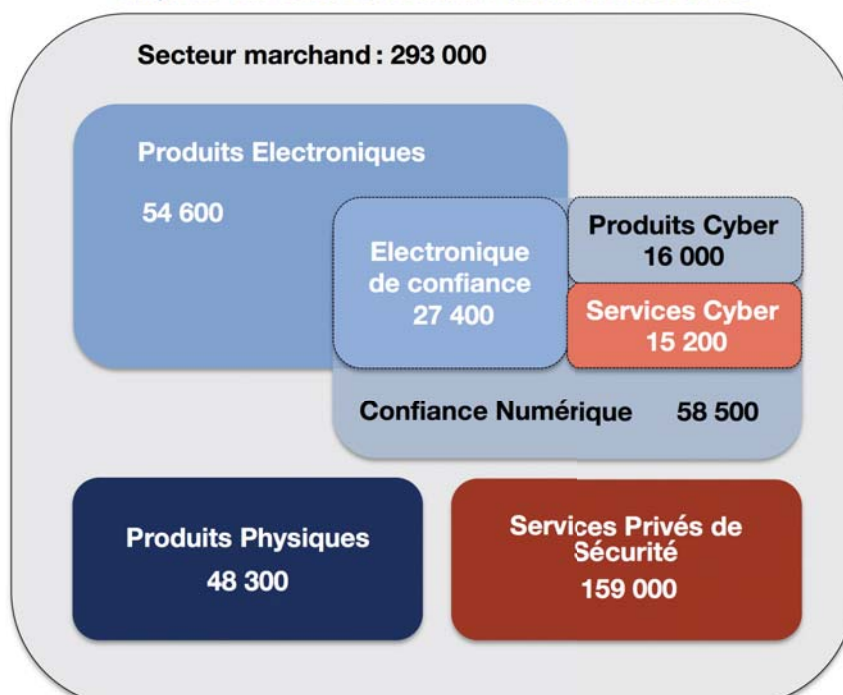 Secteur marchand : 293 000
Produits Electroniques
54 600
Electronique
de confiance
27 400
Produits Cyber
16 000
Services Cyber
15 200
Confiance Numérique 58 500
Produits Physiques
48 300
Services Privés de
Sécurité
159 000